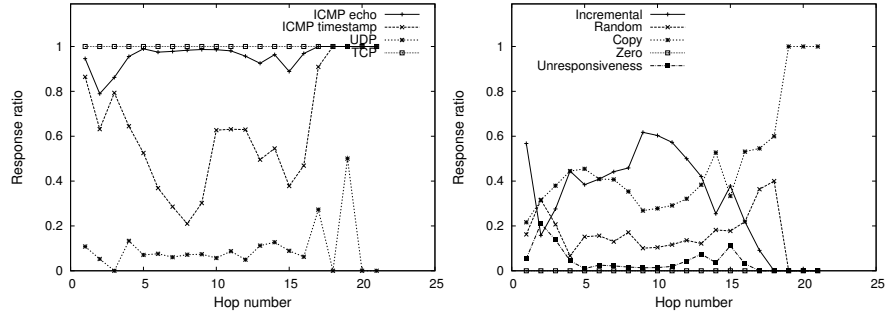 ICMP echo
ICMP timestamp
UDP
TCP
1
0.8
0.6
0.4
0.2
0
Response ratio
0 5 10 15 20 25
Hop number
Incremental
Random
Copy
Zero
Unresponsiveness
1
0.8
0.6
0.4
0.2
0
Response ratio
0 5 10 15 20 25
Hop number